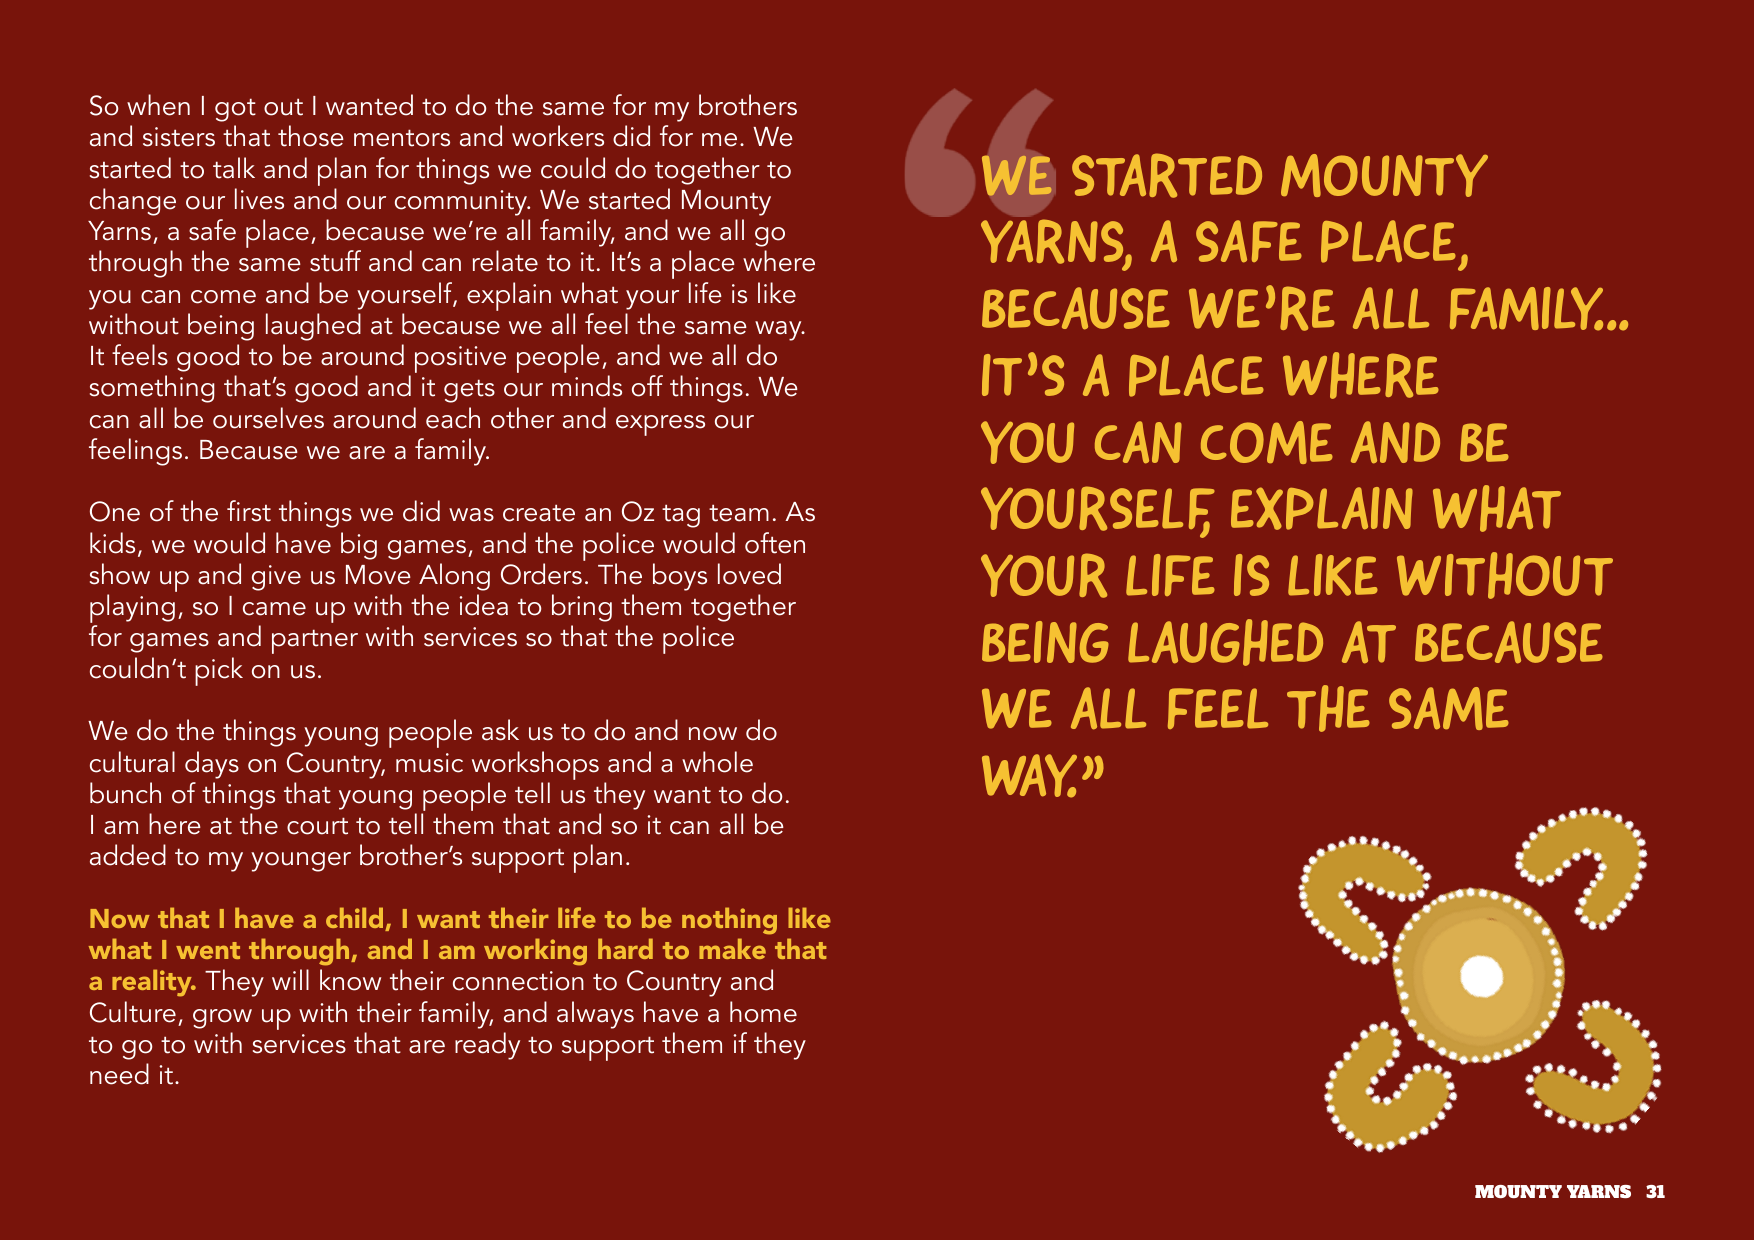 So when I got out I wanted to do the same for my brothers
and sisters that those mentors and workers did for me. We
started to talk and plan for things we could do together to
change our lives and our community. We started Mounty
Yarns, a safe place, because we’re all family, and we all go
through the same stuff and can relate to it. It’s a place where
you can come and be yourself, explain what your life is like
without being laughed at because we all feel the same way.
It feels good to be around positive people, and we all do
something that’s good and it gets our minds off things. We
can all be ourselves around each other and express our
feelings. Because we are a family.
One of the first things we did was create an Oz tag team. As
kids, we would have big games, and the police would often
show up and give us Move Along Orders. The boys loved
playing, so I came up with the idea to bring them together
for games and partner with services so that the police
couldn’t pick on us.
We do the things young people ask us to do and now do
cultural days on Country, music workshops and a whole
bunch of things that young people tell us they want to do.
I am here at the court to tell them that and so it can all be
added to my younger brother’s support plan.
Now that I have a child, I want their life to be nothing like
what I went through, and I am working hard to make that
a reality. They will know their connection to Country and
Culture, grow up with their family, and always have a home
to go to with services that are ready to support them if they
need it.
“WE STARTED MOUNTY
YARNS, A SAFE PLACE,
BECAUSE WE’RE ALL FAMILY...
IT’S A PLACE WHERE
YOU CAN COME AND BE
YOURSELF, EXPLAIN WHAT
YOUR LIFE IS LIKE WITHOUT
BEING LAUGHED AT BECAUSE
WE ALL FEEL THE SAME
WAY.”
MOUNTY YARNS 31